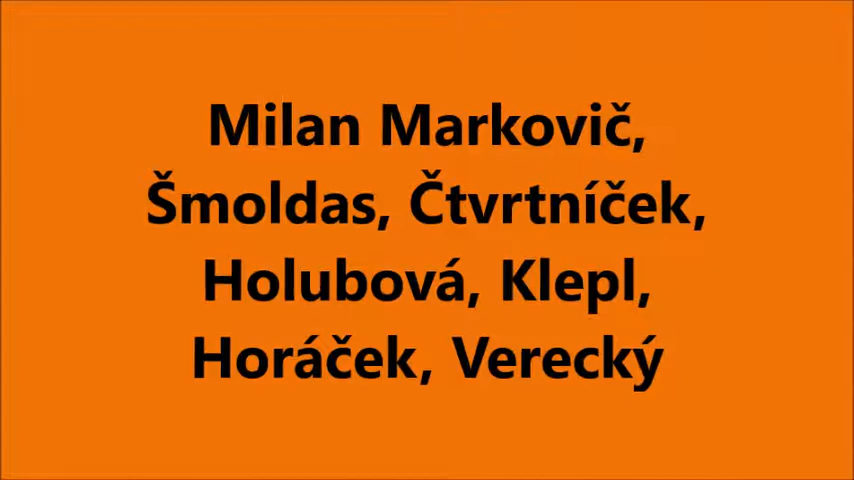 Milan Markovič,
Šmoldas, Čtvrtníček,
Holubová, Klepl,
Horáček, Verecký